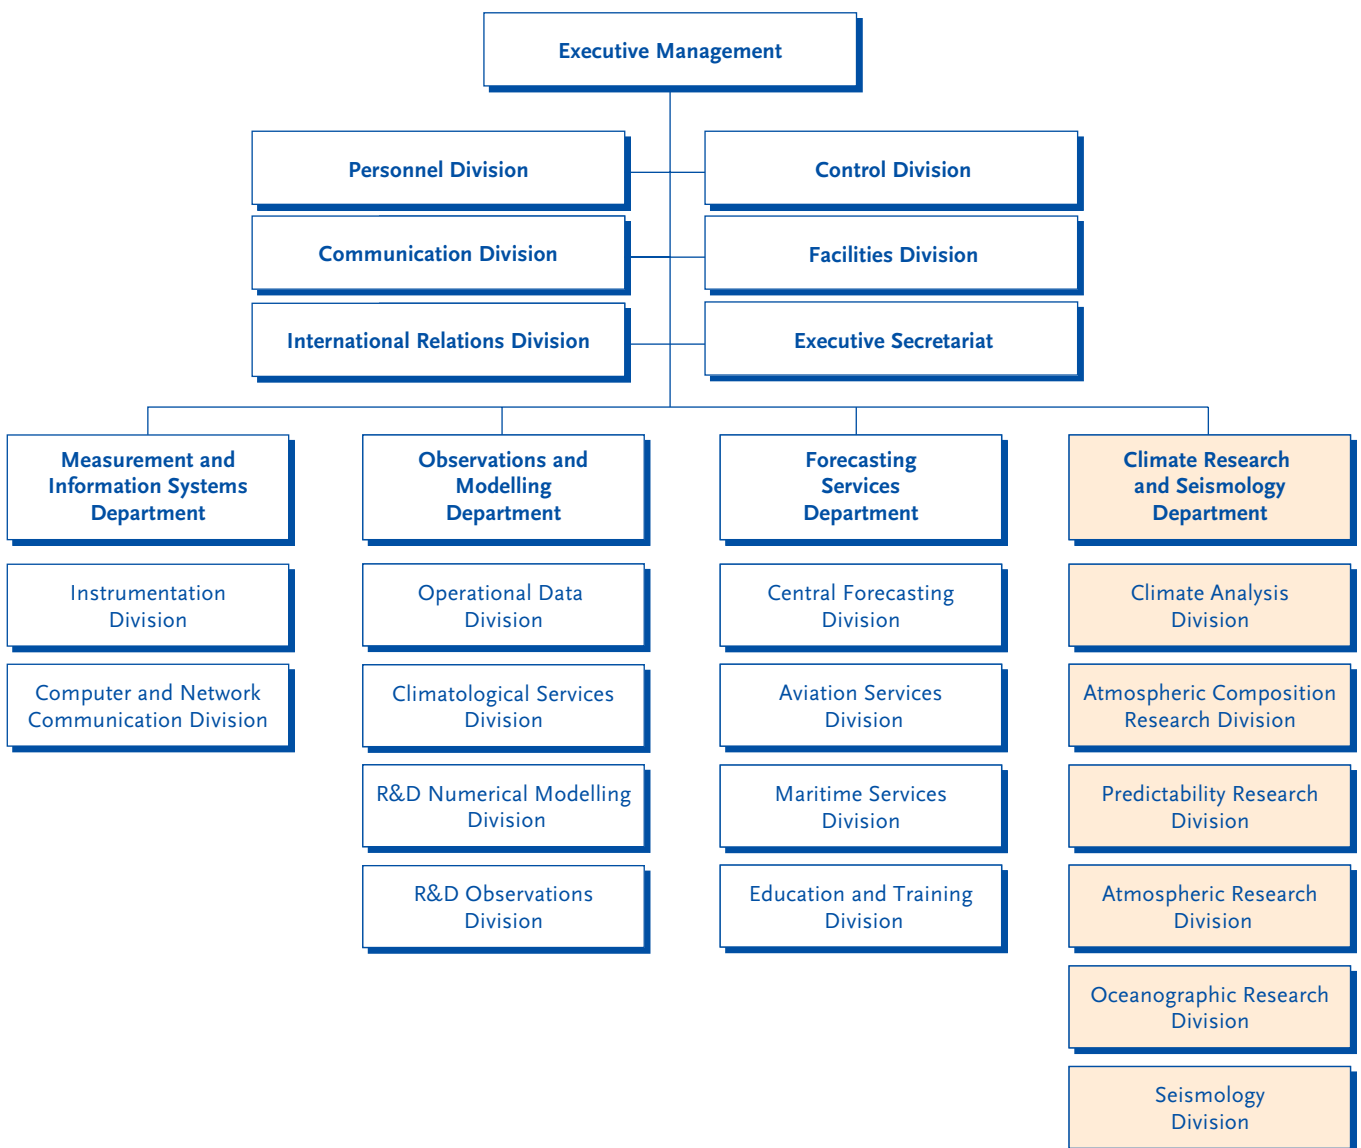 Executive Management
Personnel Division
Control Division
Communication Division
Facilities Division
International Relations Division
Executive Secretariat
Measurement and
Information Systems
Department
Observations and
Modelling
Department
Forecasting
Services
Department
Climate Research
and Seismology
Department
Instrumentation
Division
Computer and Network
Communication Division
Operational Data
Division
Climatological Services
Division
R&D Numerical Modelling
Division
R&D Observations
Division
Central Forecasting
Division
Aviation Services
Division
Maritime Services
Division
Education and Training
Division
Climate Analysis
Division
Atmospheric Composition
Research Division
Predictability Research
Division
Atmospheric Research
Division
Oceanographic Research
Division
Seismology
Division